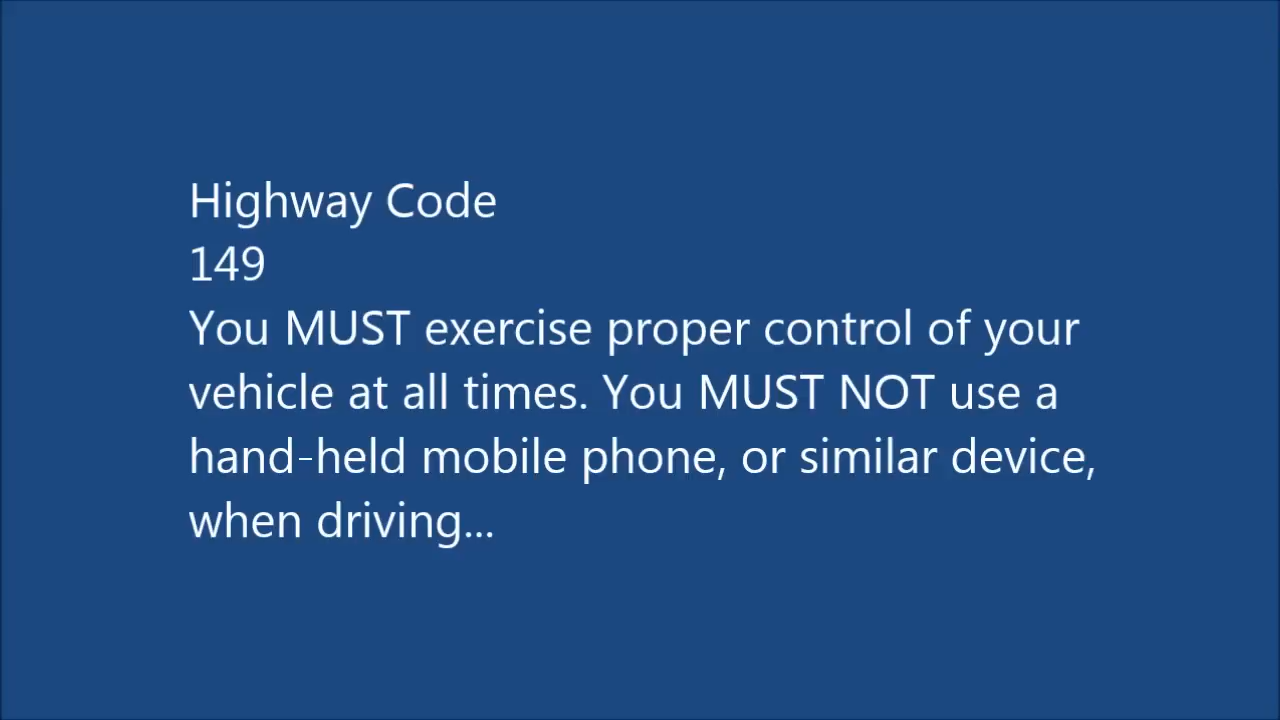 Highway Code
149
You MUST exercise proper control of your
vehicle at all times. You MUST NOT use a
hand-held mobile phone, or similar device,
when driving...